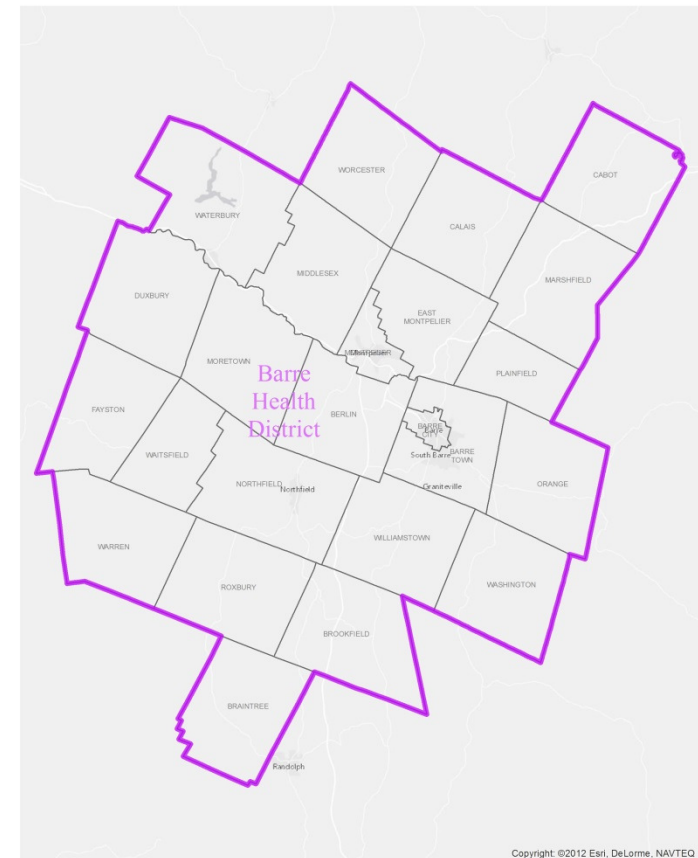 WORCESTER
CABOT
WATERBURY
CALAIS
MIDDLESEX
MARSHFIELD
DUXBURY
EAST
MONTPELIER
Montpelier
MORETOWN
PLAINFIELD
Barre
Health
District
FAYSTON
BERLIN
BARRE
CITY
Barre
WAITSFIELD
South Barre
BARRE
TOWN
NORTHFIELD
Northfield
Graniteville
ORANGE
WILLIAMSTOWN
WARREN
WASHINGTON
ROXBURY
BROOKFIELD
BRAINTREE
Randolph
Copyright: ©2012 Esri, DeLorme, NAVTEQ